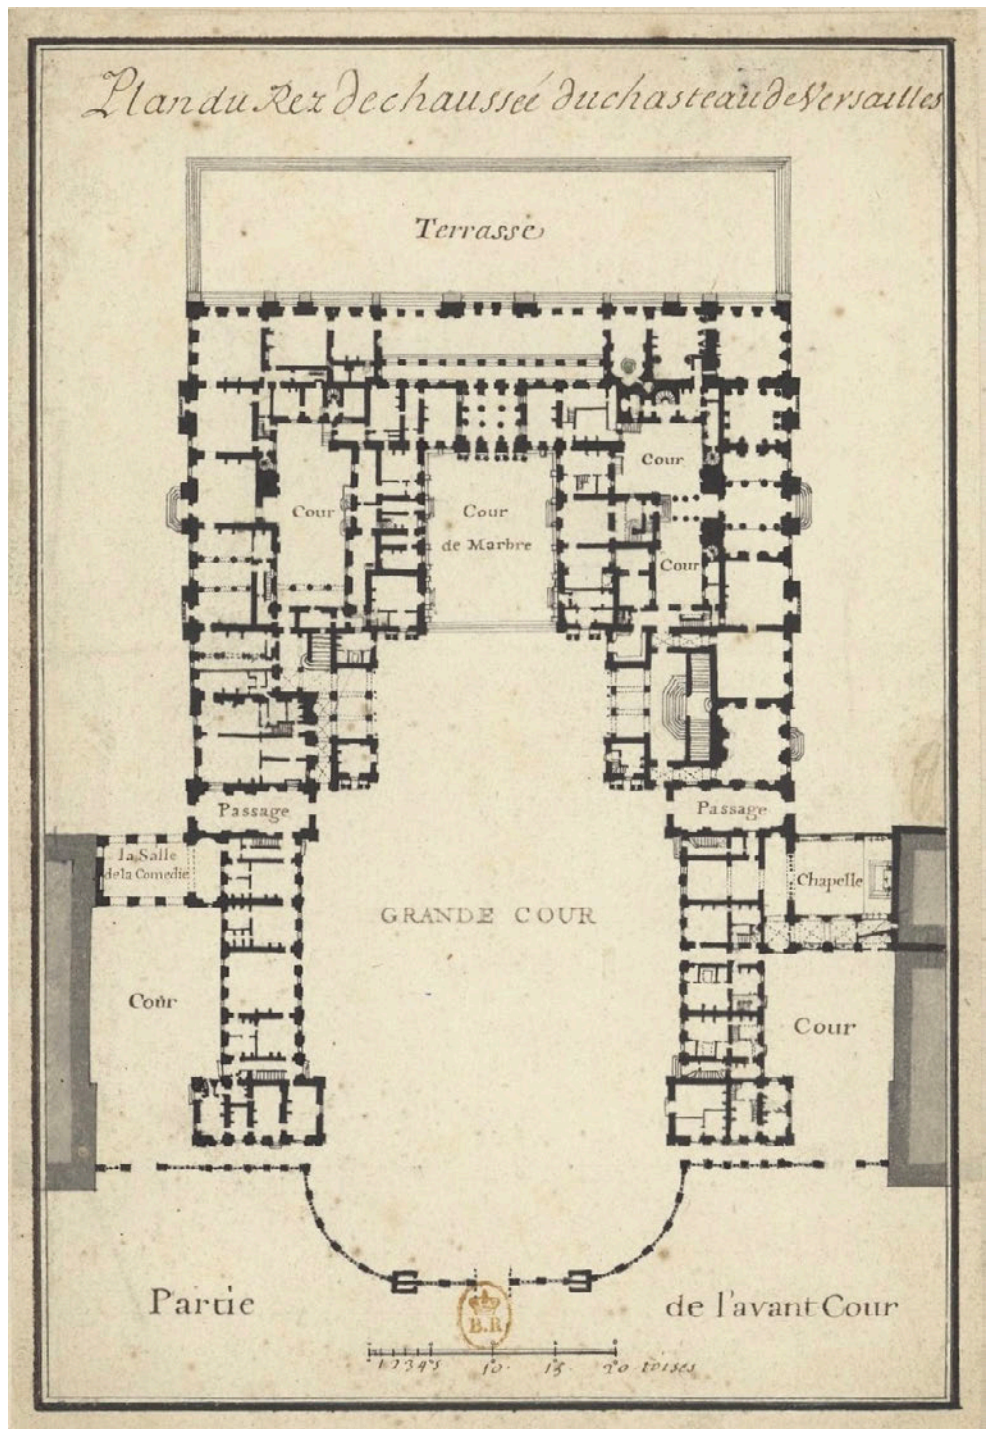 Plan du Rez de chaussée du chasteau de Versailles
Terrasse
Cour
Cour
Cour
de Marbre
Cour
Passage
Passage
la Salle
de la Comedie
Chapelle
GRANDE COUR
Cour
Cour
Partie
de l'avant Cour
B.R
1 2 3 4 5 10. 15. 20 toises